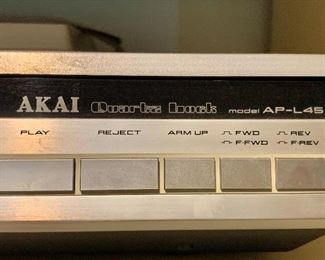 AKAI Quartz Lock model AP-L45
PLAY REJECT ARM UP FWD REV
F·FWD F·REV